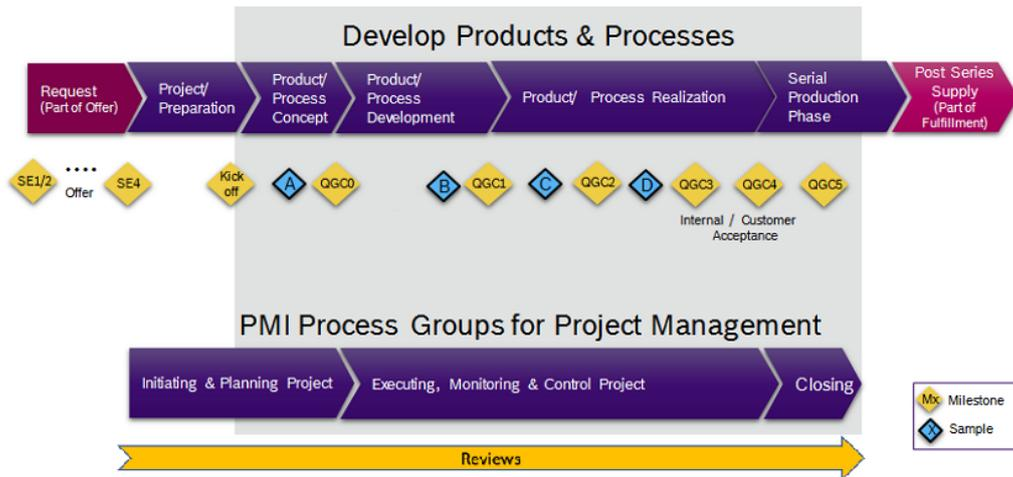 Develop Products & Processes
Request
(Part of Offer)
Project/
Preparation
Product/
Process
Concept
Product/
Process
Development
Product/ Process Realization
Serial
Production
Phase
Post Series
Supply
(Part of
Fulfillment)
SE1/2
....
Offer
SE4
Kick
off
A
QGC0
B
QGC1
C
QGC2
D
QGC3
QGC4
QGC5
Internal / Customer
Acceptance
PMI Process Groups for Project Management
Initiating & Planning Project
Executing, Monitoring & Control Project
Closing
Mx Milestone
X Sample
Reviews